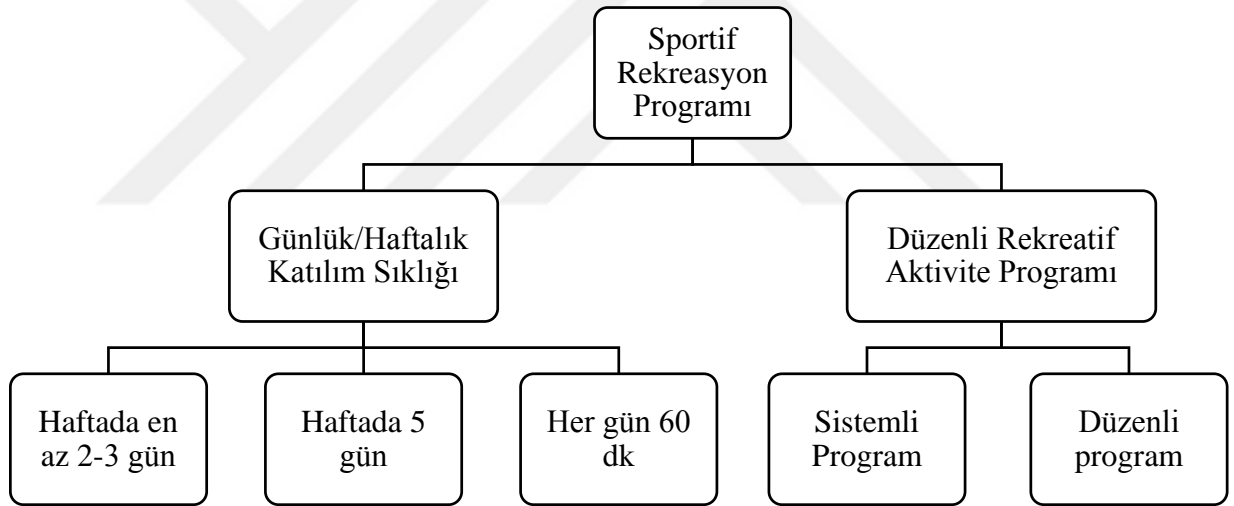 Sportif
Rekreasyon
Programı
Günlük/Haftalık
Katılım Sıklığı
Düzenli Rekreatif
Aktivite Programı
Haftada en
az 2-3 gün
Haftada 5
gün
Her gün 60
dk
Sistemli
Program
Düzenli
program